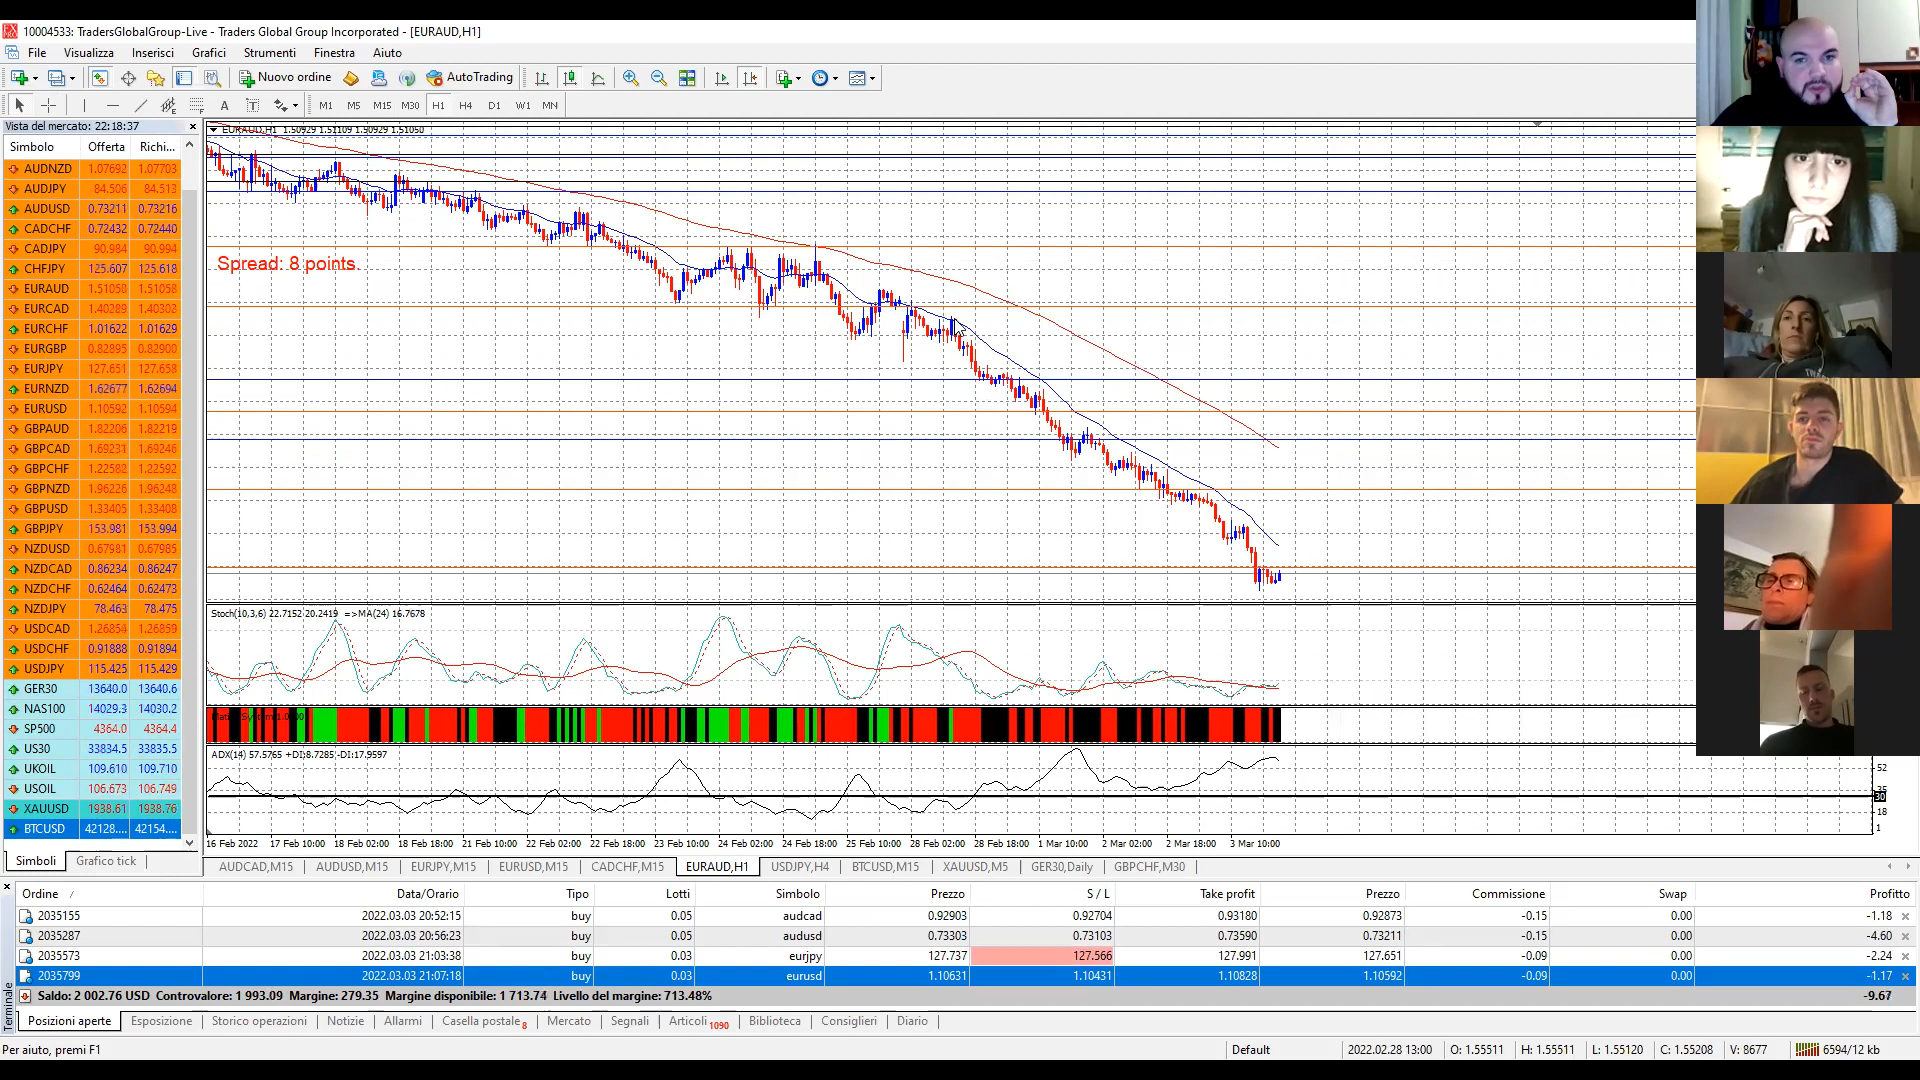 10004533: TradersGlobalGroup-Live - Traders Global Group Incorporated - [EURAUD,H1]
File Visualizza Inserisci Grafici Strumenti Finestra Aiuto
Nuovo ordine AutoTrading
A T M1 M5 M15 M30 H1 H4 D1 W1 MN
Vista del mercato: 22:18:37
Simbolo Offerta Richi...
AUDNZD 1.07692 1.07703
AUDJPY 84.506 84.513
AUDUSD 0.73211 0.73216
CADCHF 0.72432 0.72440
CADJPY 90.984 90.994
CHFJPY 125.607 125.618
EURAUD 1.51050 1.51058
EURCAD 1.40289 1.40302
EURCHF 1.01622 1.01629
EURGBP 0.82895 0.82900
EURJPY 127.651 127.658
EURNZD 1.62677 1.62694
EURUSD 1.10592 1.10594
GBPAUD 1.82206 1.82219
GBPCAD 1.69231 1.69246
GBPCHF 1.22582 1.22592
GBPNZD 1.96226 1.96248
GBPUSD 1.33405 1.33408
GBPJPY 153.981 153.994
NZDUSD 0.67981 0.67985
NZDCAD 0.86234 0.86247
NZDCHF 0.62464 0.62473
NZDJPY 78.463 78.475
USDCAD 1.26854 1.26859
USDCHF 0.91888 0.91894
USDJPY 115.425 115.429
GER30 13640.0 13640.6
NAS100 14029.3 14030.2
SP500 4364.0 4364.4
US30 33834.5 33835.5
UKOIL 109.610 109.710
USOIL 106.673 106.749
XAUUSD 1938.61 1938.76
BTCUSD 42128.... 42154....
Simboli Grafico tick
EURAUD,H1 1.50929 1.51109 1.50929 1.51050
Spread: 8 points.
Stoch(10,3,6) 22.7152 20.2419 =>MA(24) 16.7678
ADX(14) 57.5765 +DI:8.7285 -DI:17.9597
52
35
30
18
1
16 Feb 2022 17 Feb 10:00 18 Feb 02:00 18 Feb 18:00 21 Feb 10:00 22 Feb 02:00 22 Feb 18:00 23 Feb 10:00 24 Feb 02:00 24 Feb 18:00 25 Feb 10:00 28 Feb 02:00 28 Feb 18:00 1 Mar 10:00 2 Mar 02:00 2 Mar 18:00 3 Mar 10:00
AUDCAD,M15 AUDUSD,M15 EURJPY,M15 EURUSD,M15 CADCHF,M15 EURAUD,H1 USDJPY,H4 BTCUSD,M15 XAUUSD,M5 GER30,Daily GBPCHF,M30
Ordine / Data/Orario Tipo Lotti Simbolo Prezzo S / L Take profit Prezzo Commissione Swap Profitto
2035155 2022.03.03 20:52:15 buy 0.05 audcad 0.92903 0.92704 0.93180 0.92873 -0.15 0.00 -1.18
2035287 2022.03.03 20:56:23 buy 0.05 audusd 0.73303 0.73103 0.73590 0.73211 -0.15 0.00 -4.60
2035573 2022.03.03 21:03:38 buy 0.03 eurjpy 127.737 127.566 127.991 127.651 -0.09 0.00 -2.24
2035799 2022.03.03 21:07:18 buy 0.03 eurusd 1.10631 1.10431 1.10828 1.10592 -0.09 0.00 -1.17
Saldo: 2 002.76 USD Controvalore: 1 993.09 Margine: 279.35 Margine disponibile: 1 713.74 Livello del margine: 713.48% -9.67
Terminale
Posizioni aperte Esposizione Storico operazioni Notizie Allarmi Casella postale 8 Mercato Segnali Articoli 1090 Biblioteca Consiglieri Diario
Per aiuto, premi F1 Default 2022.02.28 13:00 O: 1.55511 H: 1.55511 L: 1.55120 C: 1.55208 V: 8677 6594/12 kb